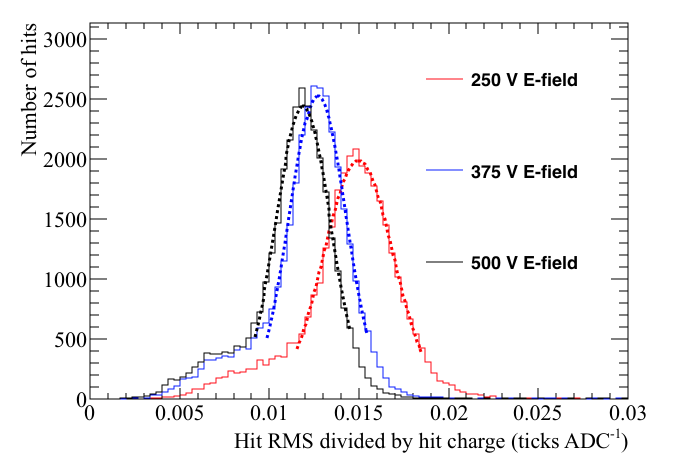 Number of hits
3000
2500
2000
1500
1000
500
0
250 V E-field
375 V E-field
500 V E-field
0 0.005 0.01 0.015 0.02 0.025 0.03
Hit RMS divided by hit charge (ticks ADC⁻¹)